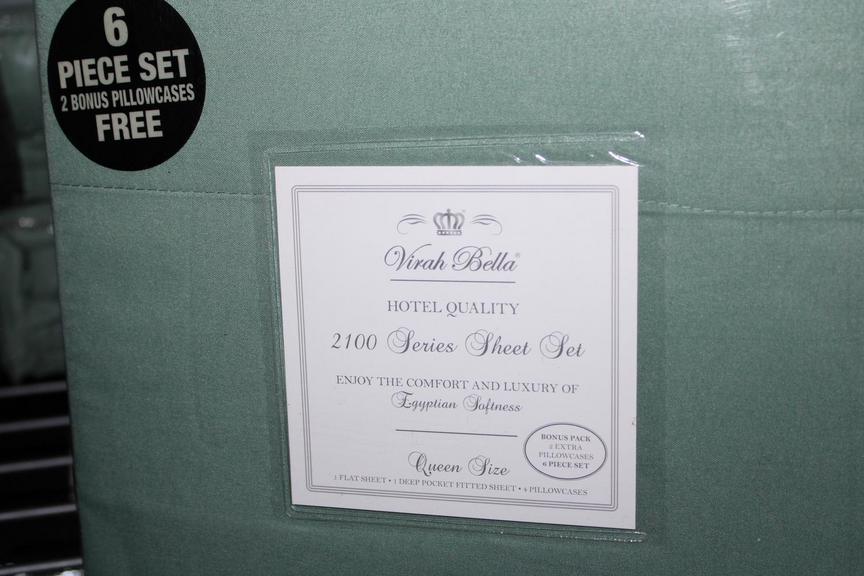 6
PIECE SET
2 BONUS PILLOWCASES
FREE
Virah Bella®
HOTEL QUALITY
2100 Series Sheet Set
ENJOY THE COMFORT AND LUXURY OF
Egyptian Softness
BONUS PACK
2 EXTRA
PILLOWCASES
6 PIECE SET
Queen Size
1 FLAT SHEET • 1 DEEP POCKET FITTED SHEET • 4 PILLOWCASES